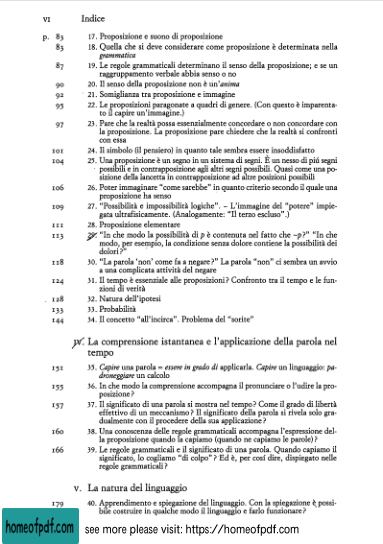 VI Indice
p. 83 17. Proposizione e suono di proposizione
83 18. Quella che si deve considerare come proposizione è determinata nella
grammatica
87 19. Le regole grammaticali determinano il senso della proposizione; e se un
raggruppamento verbale abbia senso o no
90 20. Il senso della proposizione non è un'anima
92 21. Somiglianza tra proposizione e immagine
95 22. Le proposizioni paragonate a quadri di genere. (Con questo è imparenta-
to il capire un'immagine.)
97 23. Pare che la realtà possa essenzialmente concordare o non concordare con
la proposizione. La proposizione pare chiedere che la realtà si confronti
con essa
101 24. Il simbolo (il pensiero) in quanto tale sembra essere insoddisfatto
104 25. Una proposizione è un segno in un sistema di segni. È un nesso di piú segni
possibili e in contrapposizione agli altri segni possibili. Quasi come una po-
sizione della lancetta in contrapposizione ad altre posizioni possibili
106 26. Poter immaginare "come sarebbe" in quanto criterio secondo il quale una
proposizione ha senso
109 27. "Possibilità e impossibilità logiche". – L'immagine del "potere" impie-
gata ultrafisicamente. (Analogamente: "Il terzo escluso".)
111 28. Proposizione elementare
113 29. "In che modo la possibilità di p è contenuta nel fatto che ~p?" "In che
modo, per esempio, la condizione senza dolore contiene la possibilità dei
dolori?"
118 30. "La parola 'non' come fa a negare?" La parola "non" ci sembra un avvio
a una complicata attività del negare
124 31. Il tempo è essenziale alle proposizioni? Confronto tra il tempo e le fun-
zioni di verità
128 32. Natura dell'ipotesi
133 33. Probabilità
144 34. Il concetto "all'incirca". Problema del "sorite"
IV. La comprensione istantanea e l'applicazione della parola nel
tempo
151 35. Capire una parola = essere in grado di applicarla. Capire un linguaggio: pa-
droneggiare un calcolo
155 36. In che modo la comprensione accompagna il pronunciare o l'udire la pro-
posizione?
157 37. Il significato di una parola si mostra nel tempo? Come il grado di libertà
effettivo di un meccanismo? Il significato della parola si rivela solo gra-
dualmente con il procedere della sua applicazione?
160 38. Una conoscenza delle regole grammaticali accompagna l'espressione del-
la proposizione quando la capiamo (quando ne capiamo le parole)?
166 39. Le regole grammaticali e il significato di una parola. Quando capiamo il
significato, lo cogliamo "di colpo"? Ed è, per cosí dire, dispiegato nelle
regole grammaticali?
V. La natura del linguaggio
179 40. Apprendimento e spiegazione del linguaggio. Con la spiegazione è possi-
bile costruire in qualche modo il linguaggio e farlo funzionare?
homeofpdf.com see more please visit: https://homeofpdf.com